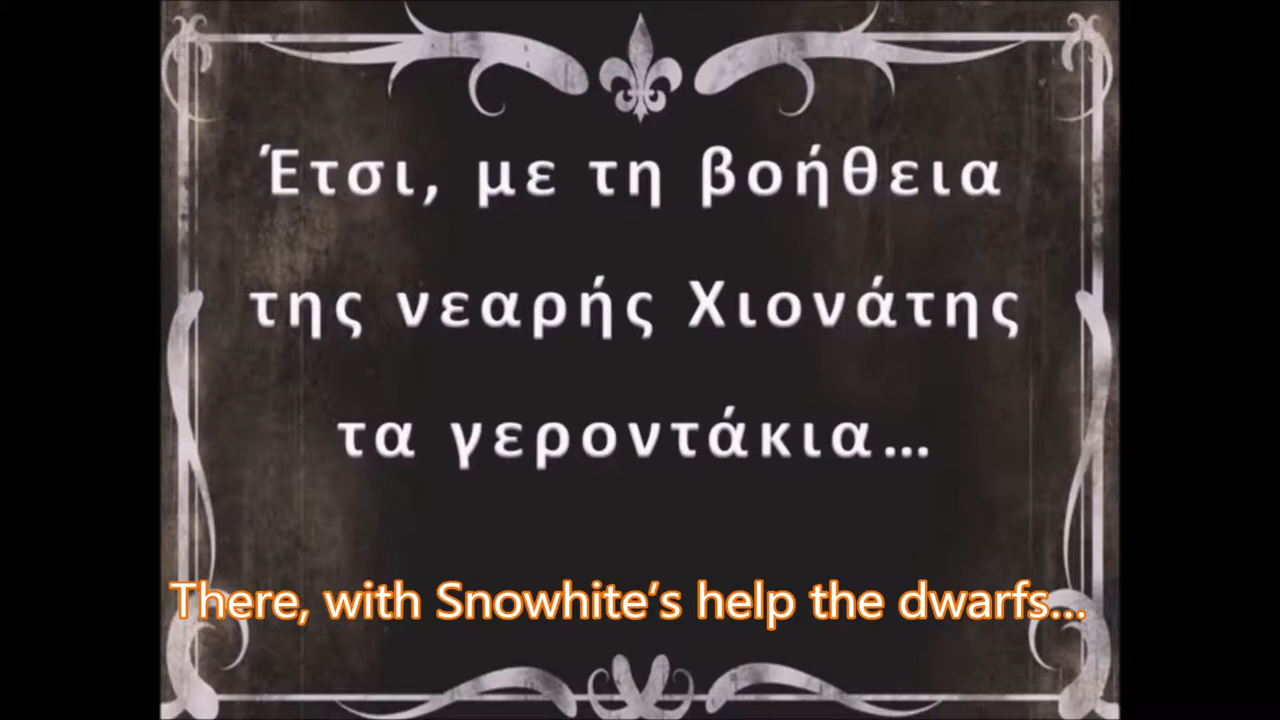 Έτσι, με τη βοήθεια
της νεαρής Χιονάτης
τα γεροντάκια...
There, with Snowhite's help the dwarfs...